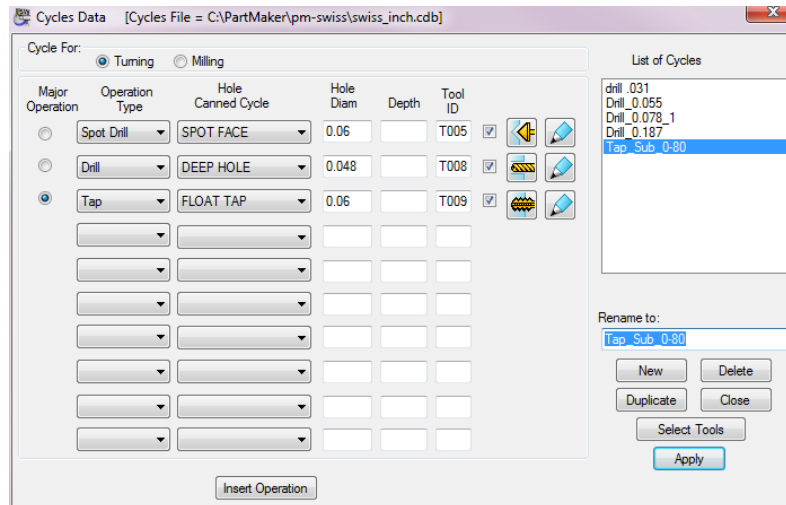 Cycles Data [Cycles File = C:\PartMaker\pm-swiss\swiss_inch.cdb]
Cycle For:
Turning Milling
Major Operation
Operation Type
Hole Canned Cycle
Hole Diam
Depth
Tool ID
Spot Drill SPOT FACE 0.06 T005
Drill DEEP HOLE 0.048 T008
Tap FLOAT TAP 0.06 T009
Insert Operation
List of Cycles
drill .031
Drill_0.055
Drill_0.078_1
Drill_0.187
Tap_Sub_0-80
Rename to:
Tap_Sub_0-80
New Delete
Duplicate Close
Select Tools
Apply